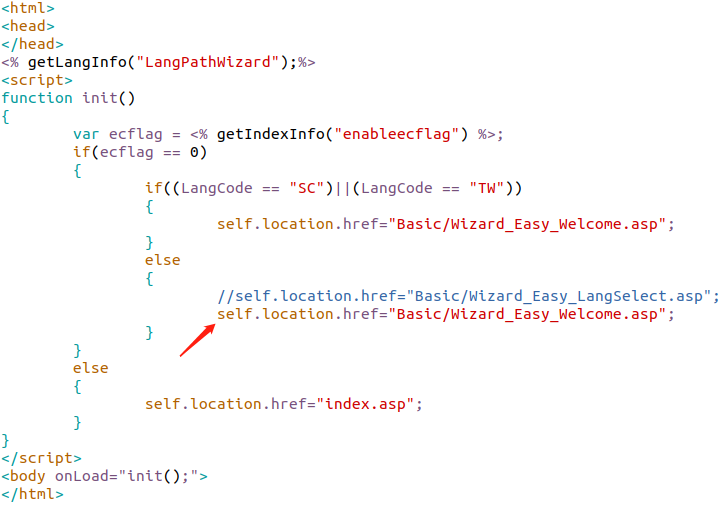 <html>
<head>
</head>
<% getLangInfo("LangPathWizard");%>
<script>
function init()
{
        var ecflag = <% getIndexInfo("enableecflag") %>;
        if(ecflag == 0)
        {
                if((LangCode == "SC")||(LangCode == "TW"))
                {
                        self.location.href="Basic/Wizard_Easy_Welcome.asp";
                }
                else
                {
                        //self.location.href="Basic/Wizard_Easy_LangSelect.asp";
                        self.location.href="Basic/Wizard_Easy_Welcome.asp";
                }
        }
        else
        {
                self.location.href="index.asp";
        }
}
</script>
<body onLoad="init();">
</html>